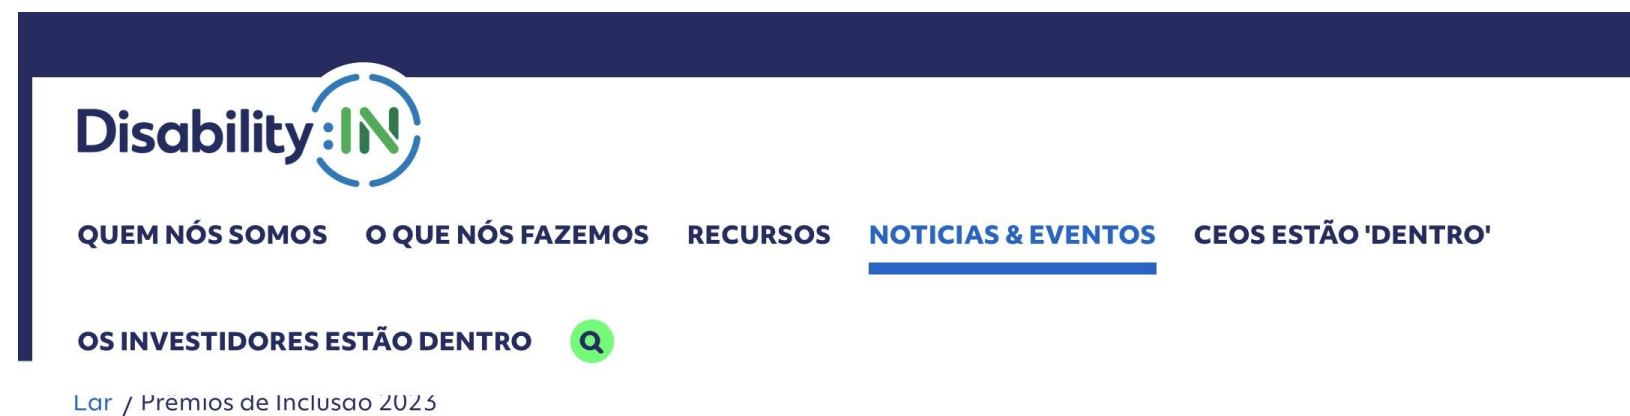 Disability:IN
QUEM NÓS SOMOS O QUE NÓS FAZEMOS RECURSOS NOTICIAS & EVENTOS CEOS ESTÃO 'DENTRO'
OS INVESTIDORES ESTÃO DENTRO
Lar / Prêmios de Inclusão 2023